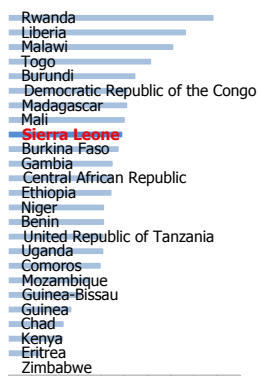 Rwanda
Liberia
Malawi
Togo
Burundi
Democratic Republic of the Congo
Madagascar
Mali
Sierra Leone
Burkina Faso
Gambia
Central African Republic
Ethiopia
Niger
Benin
United Republic of Tanzania
Uganda
Comoros
Mozambique
Guinea-Bissau
Guinea
Chad
Kenya
Eritrea
Zimbabwe